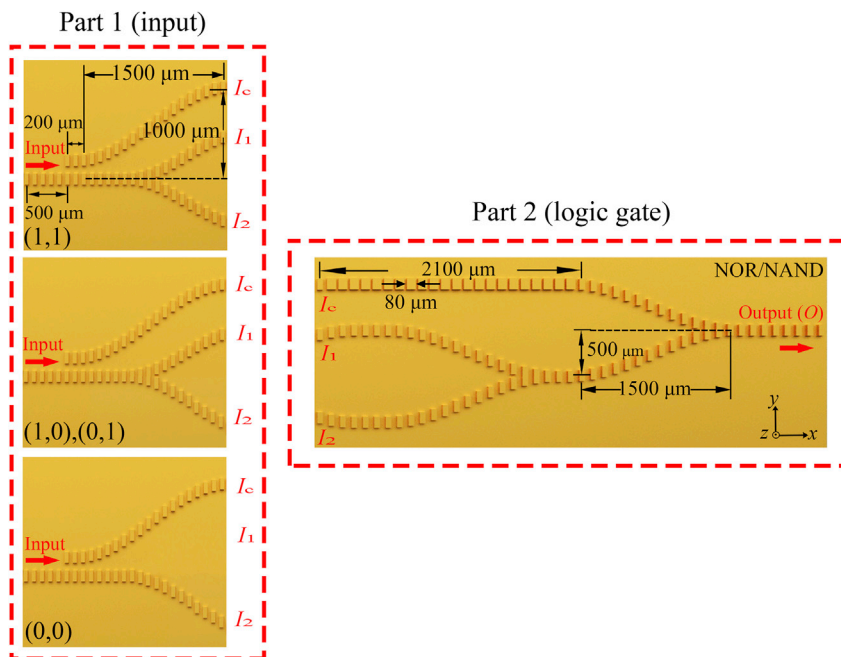 Part 1 (input)
1500 μm
Ic
200 μm
1000 μm
I1
Input
500 μm
I2
(1,1)
Ic
I1
Input
(1,0),(0,1)
I2
Ic
I1
Input
I2
(0,0)
Part 2 (logic gate)
2100 μm
NOR/NAND
Ic
80 μm
Output (O)
I1
500 μm
1500 μm
y
I2
z
x